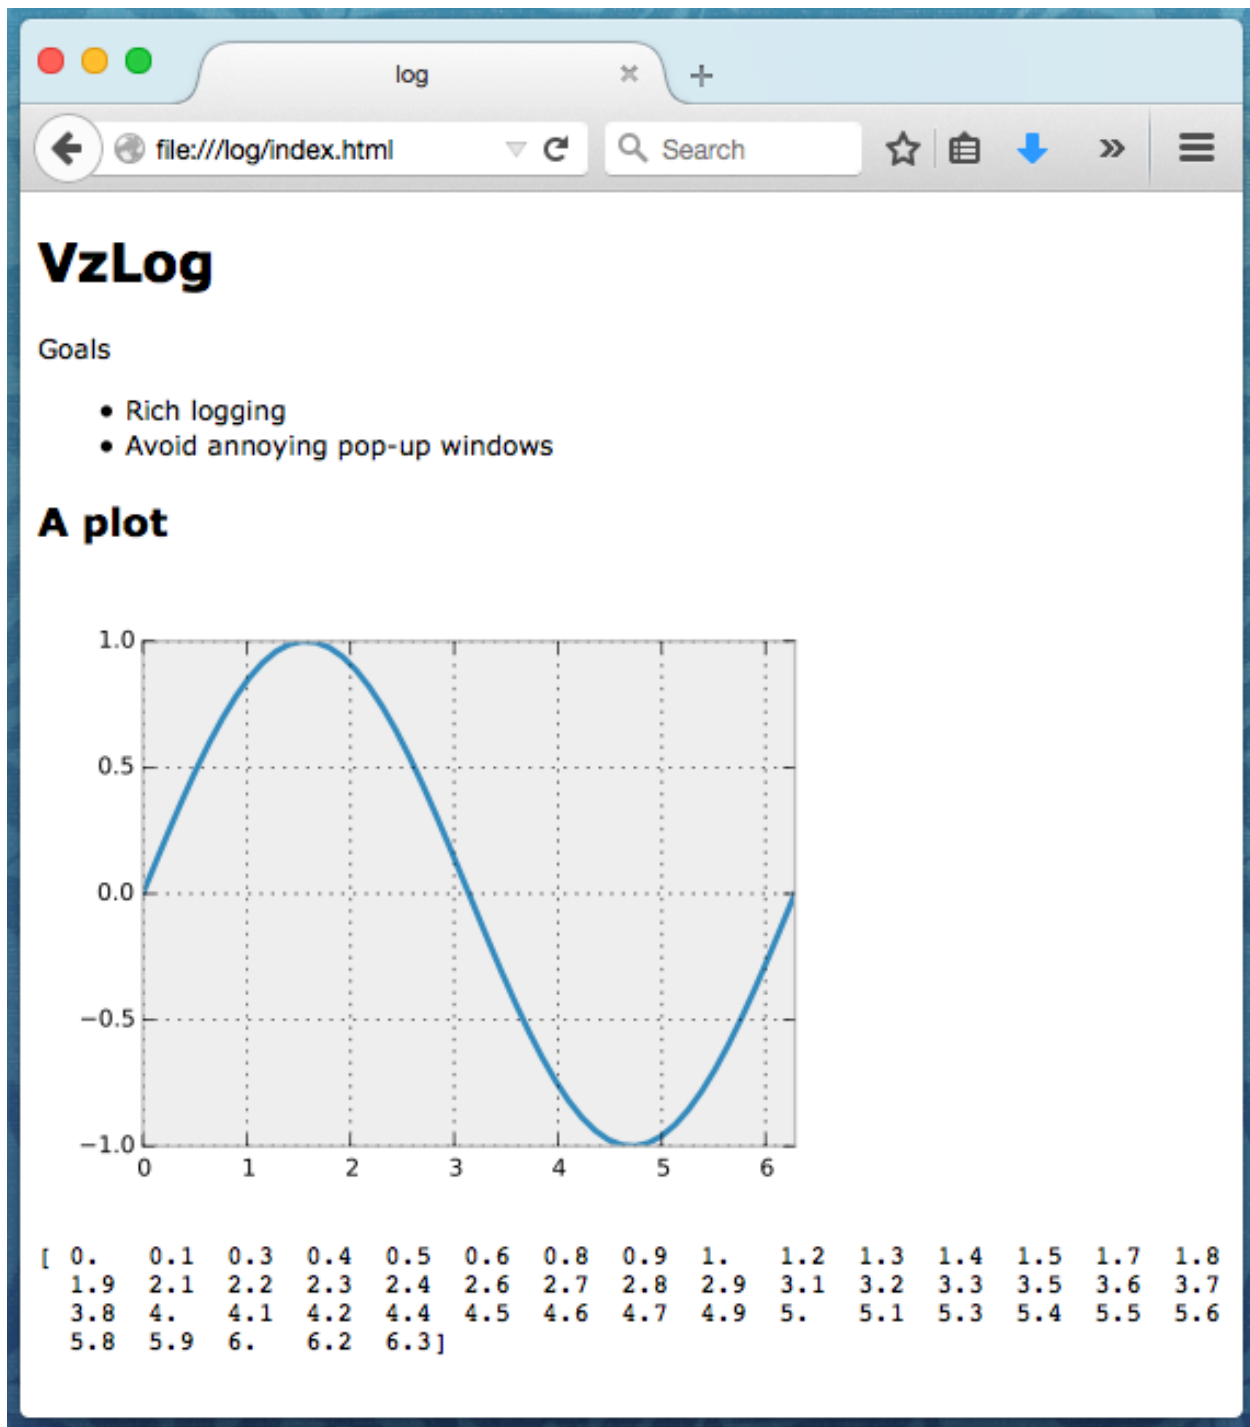 log
file:///log/index.html
Search
VzLog
Goals
• Rich logging
• Avoid annoying pop-up windows
A plot
1.0
0.5
0.0
−0.5
−1.0
0 1 2 3 4 5 6
[ 0. 0.1 0.3 0.4 0.5 0.6 0.8 0.9 1. 1.2 1.3 1.4 1.5 1.7 1.8
1.9 2.1 2.2 2.3 2.4 2.6 2.7 2.8 2.9 3.1 3.2 3.3 3.5 3.6 3.7
3.8 4. 4.1 4.2 4.4 4.5 4.6 4.7 4.9 5. 5.1 5.3 5.4 5.5 5.6
5.8 5.9 6. 6.2 6.3]